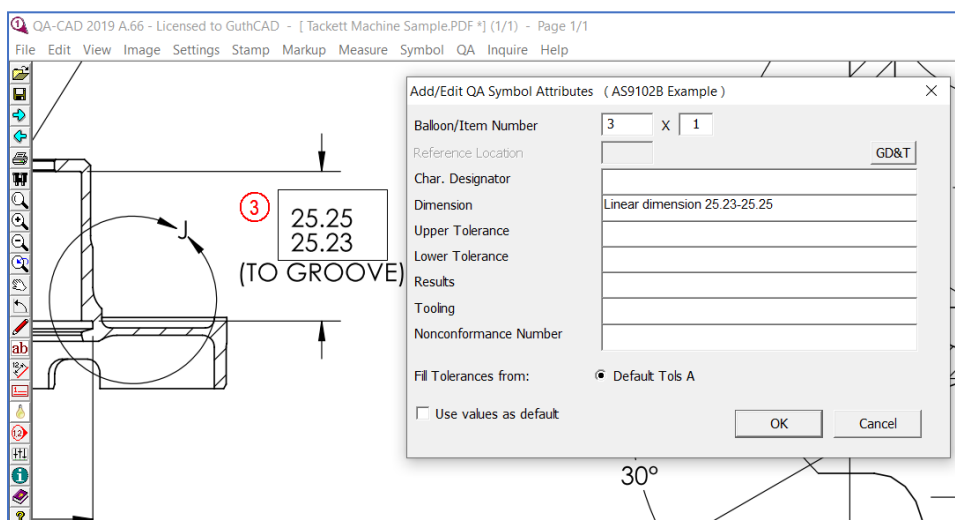 QA-CAD 2019 A.66 - Licensed to GuthCAD - [ Tackett Machine Sample.PDF *] (1/1) - Page 1/1
File Edit View Image Settings Stamp Markup Measure Symbol QA Inquire Help
Add/Edit QA Symbol Attributes ( AS9102B Example )
Balloon/Item Number 3 X 1
Reference Location GD&T
Char. Designator
Dimension Linear dimension 25.23-25.25
Upper Tolerance
Lower Tolerance
Results
Tooling
Nonconformance Number
Fill Tolerances from: Default Tols A
Use values as default
OK Cancel
3
25.25
25.23
(TO GROOVE)
J
30°
ab